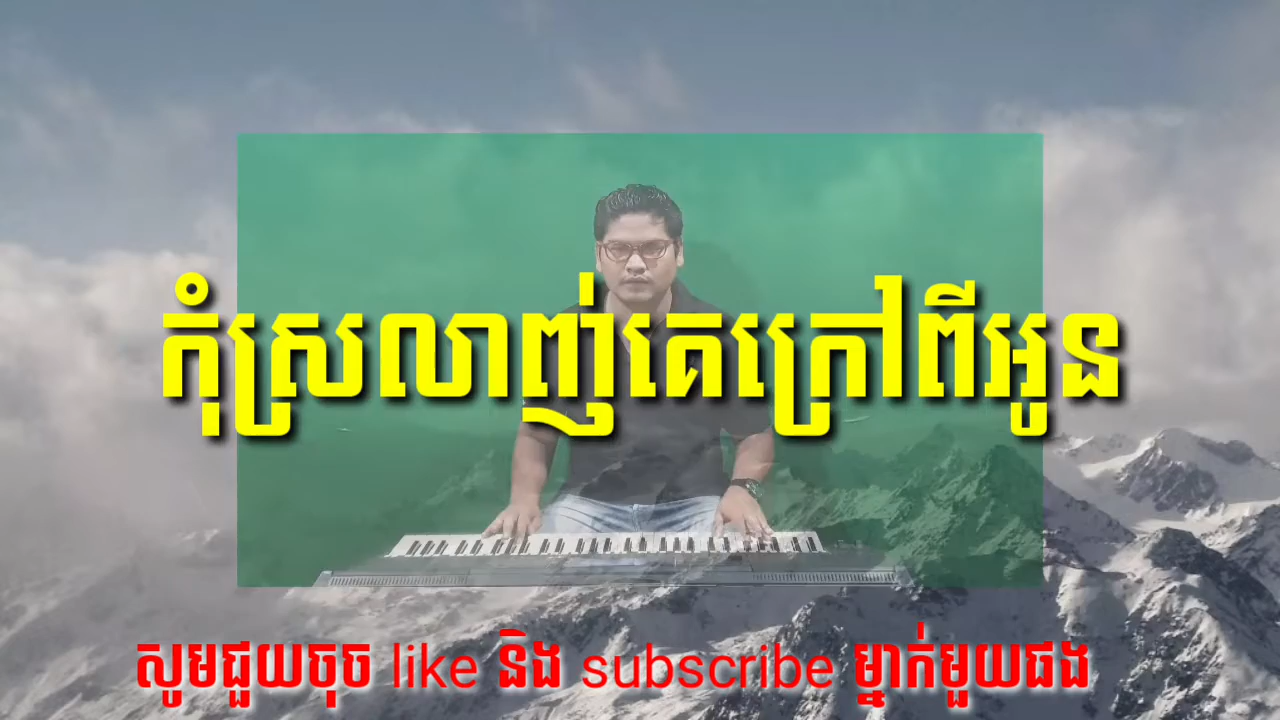 កុំស្រលាញ់គេក្រៅពីអូន
សូមជួយចុច like និង subscribe ម្នាក់មួយផង